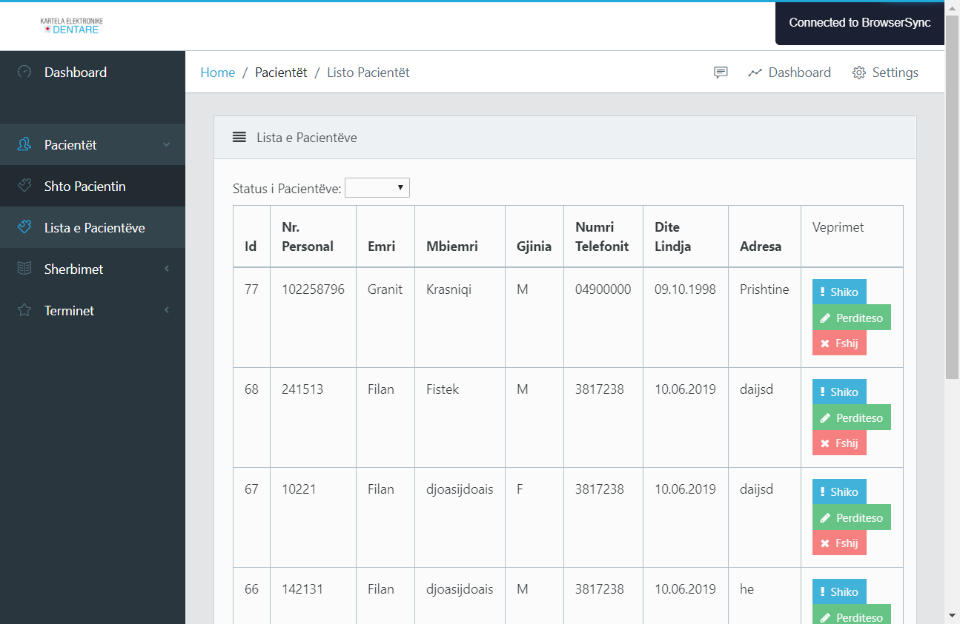 KARTELA ELEKTRONIKE
DENTARE
Connected to BrowserSync
Dashboard
Pacientët
Shto Pacientin
Lista e Pacientëve
Sherbimet
Terminet
Home / Pacientët / Listo Pacientët
Dashboard
Settings
Lista e Pacientëve
Status i Pacientëve:
Id Nr. Personal Emri Mbiemri Gjinia Numri Telefonit Dite Lindja Adresa Veprimet
77 102258796 Granit Krasniqi M 04900000 09.10.1998 Prishtine
Shiko
Perditeso
Fshij
68 241513 Filan Fistek M 3817238 10.06.2019 daijsd
Shiko
Perditeso
Fshij
67 10221 Filan djoasijdoais F 3817238 10.06.2019 daijsd
Shiko
Perditeso
Fshij
66 142131 Filan djoasijdoais M 3817238 10.06.2019 he
Shiko
Perditeso